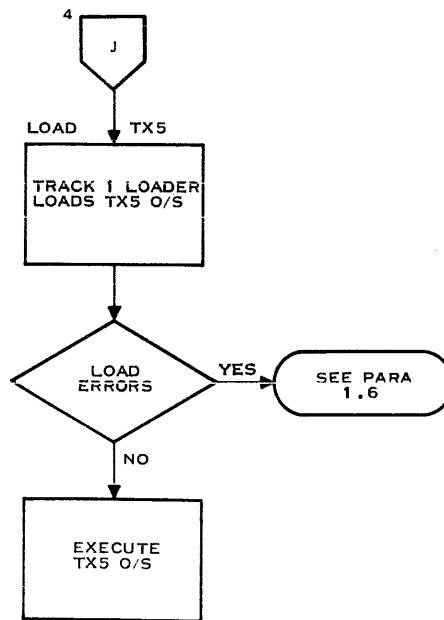 4
J
LOAD TX5
TRACK 1 LOADER
LOADS TX5 O/S
LOAD
ERRORS
YES
SEE PARA
1.6
NO
EXECUTE
TX5 O/S